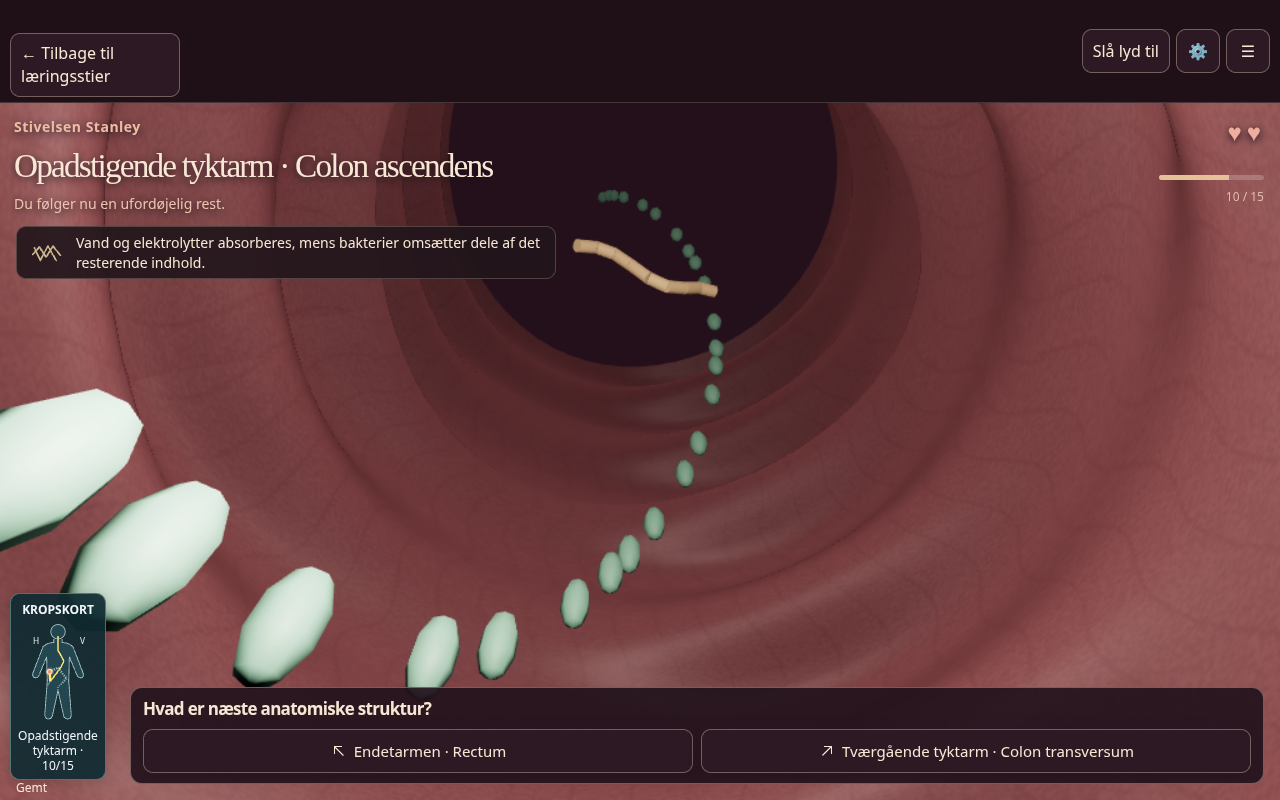 ← Tilbage til
læringsstier
Slå lyd til
Stivelsen Stanley
Opadstigende tyktarm · Colon ascendens
Du følger nu en ufordøjelig rest.
10 / 15
Vand og elektrolytter absorberes, mens bakterier omsætter dele af det
resterende indhold.
KROPSKORT
H V
Opadstigende
tyktarm ·
10/15
Gemt
Hvad er næste anatomiske struktur?
↖ Endetarmen · Rectum
↗ Tværgående tyktarm · Colon transversum